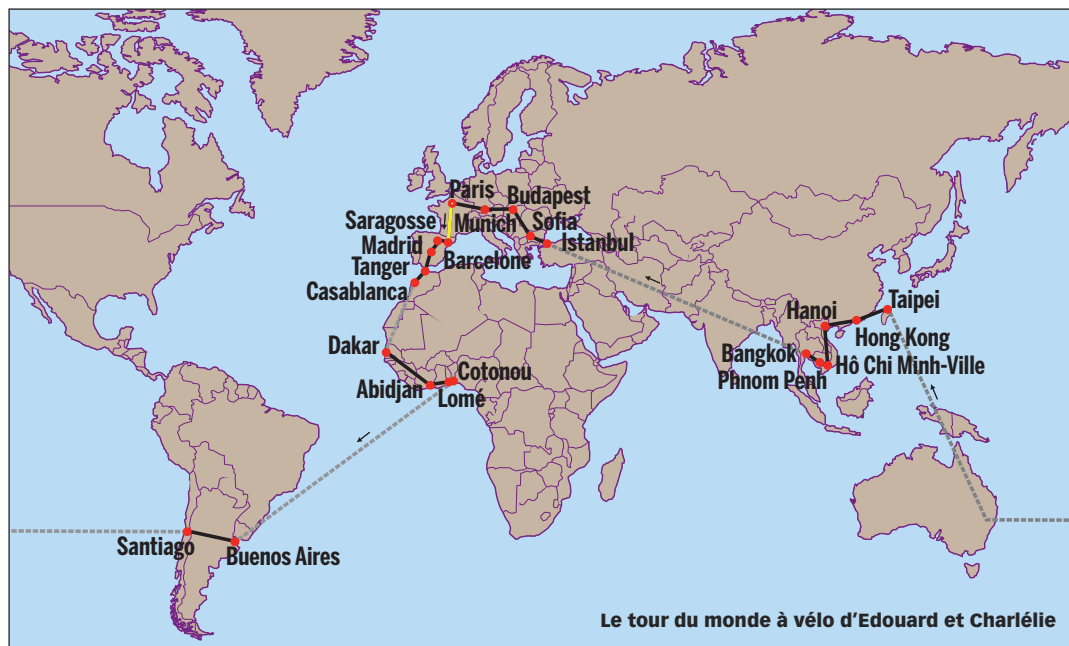 Paris
Budapest
Saragosse
Munich
Sofia
Madrid
Istanbul
Tanger
Barcelone
Casablanca
Taipei
Hanoi
Hong Kong
Dakar
Bangkok
Hô Chi Minh-Ville
Cotonou
Phnom Penh
Abidjan
Lomé
Santiago
Buenos Aires
Le tour du monde à vélo d'Edouard et Charlélie